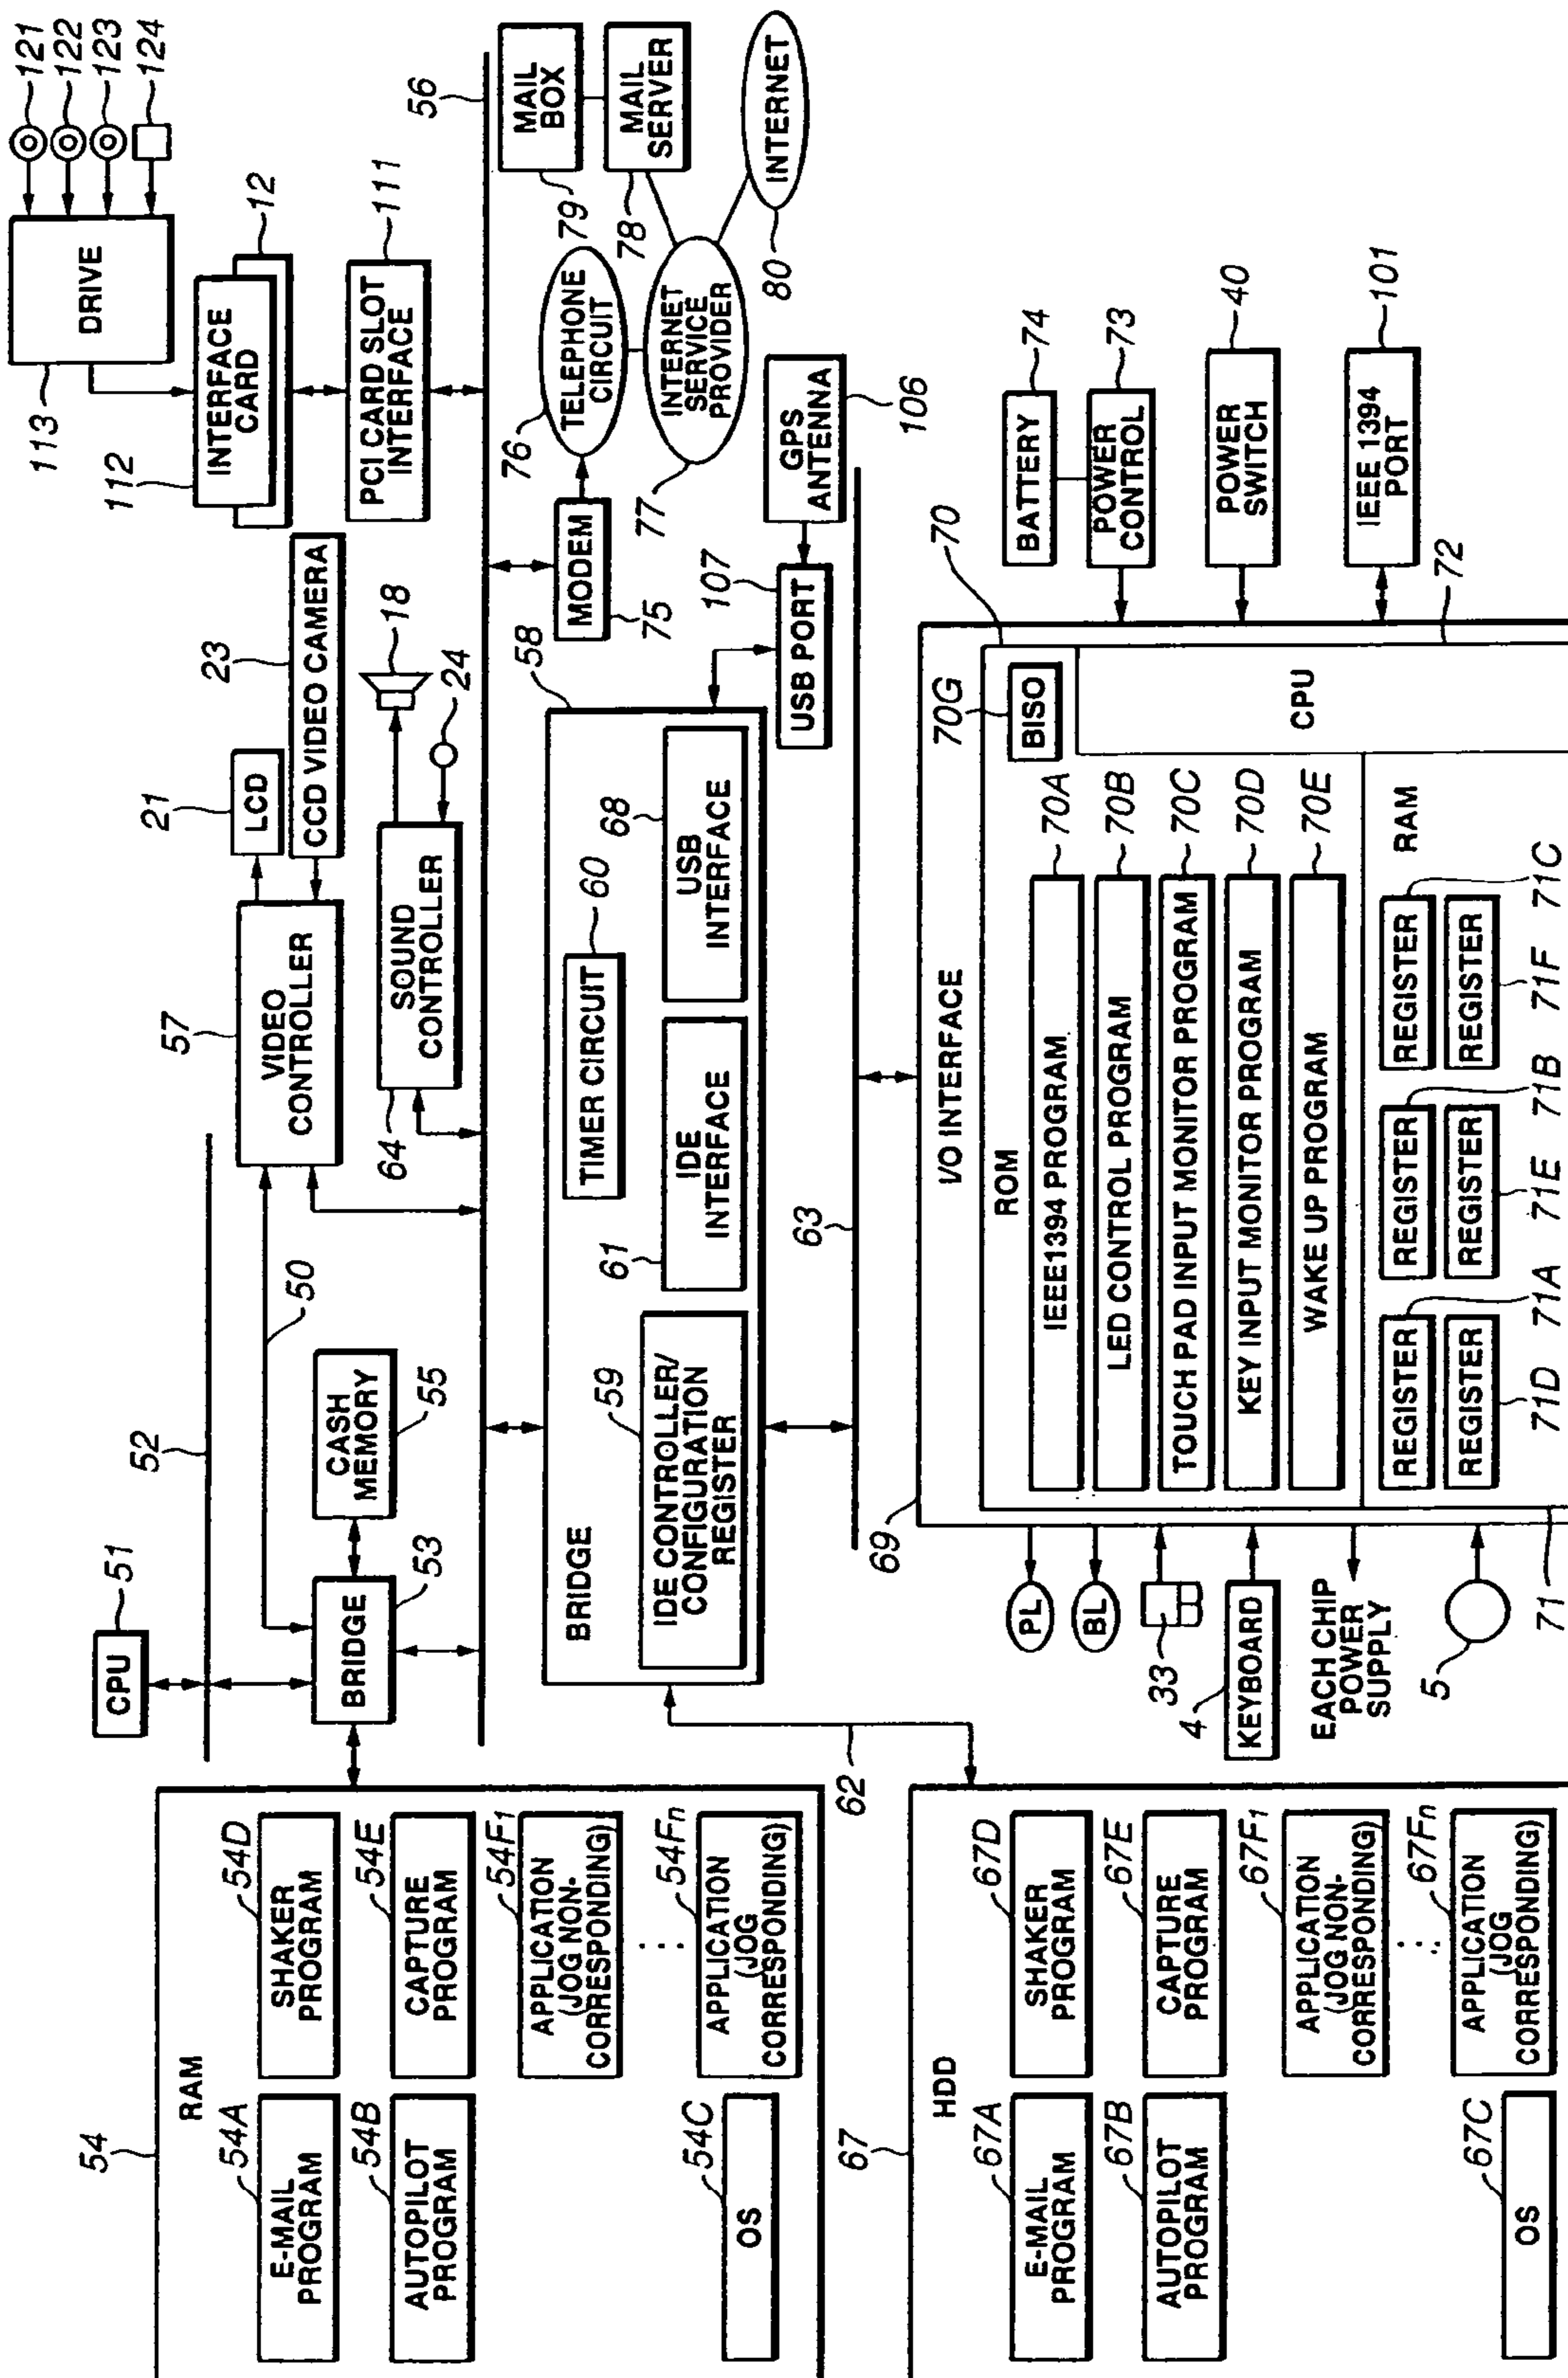 54
RAM
54A
E-MAIL
PROGRAM
54D
SHAKER
PROGRAM
54B
AUTOPILOT
PROGRAM
54E
CAPTURE
PROGRAM
54F1
APPLICATION
(JOG NON-
CORRESPONDING)
54Fn
APPLICATION
(JOG
CORRESPONDING)
54C
OS
CPU
51
52
50
BRIDGE
53
CASH
MEMORY
55
57
VIDEO
CONTROLLER
21
LCD
23
CCD VIDEO CAMERA
64
SOUND
CONTROLLER
18
24
113
DRIVE
121
122
123
124
112
INTERFACE
CARD
12
PCI CARD SLOT
INTERFACE
111
56
BRIDGE
58
59
IDE CONTROLLER/
CONFIGURATION
REGISTER
TIMER CIRCUIT
60
61
IDE
INTERFACE
68
USB
INTERFACE
MODEM
75
76
TELEPHONE
CIRCUIT
77
INTERNET
SERVICE
PROVIDER
MAIL
BOX
79
MAIL
SERVER
78
INTERNET
80
USB PORT
107
GPS
ANTENNA
106
62
63
67
HDD
67A
E-MAIL
PROGRAM
67D
SHAKER
PROGRAM
67B
AUTOPILOT
PROGRAM
67E
CAPTURE
PROGRAM
67F1
APPLICATION
(JOG NON-
CORRESPONDING)
67Fn
APPLICATION
(JOG
CORRESPONDING)
67C
OS
69
I/O INTERFACE
PL
BL
33
4
KEYBOARD
EACH CHIP
POWER
SUPPLY
5
ROM
70
70G
BISO
IEEE1394 PROGRAM
70A
LED CONTROL PROGRAM
70B
TOUCH PAD INPUT MONITOR PROGRAM
70C
KEY INPUT MONITOR PROGRAM
70D
WAKE UP PROGRAM
70E
CPU
72
RAM
71
REGISTER
REGISTER
REGISTER
REGISTER
REGISTER
REGISTER
71D
71A
71E
71B
71F
71C
BATTERY
74
POWER
CONTROL
73
POWER
SWITCH
40
IEEE 1394
PORT
101